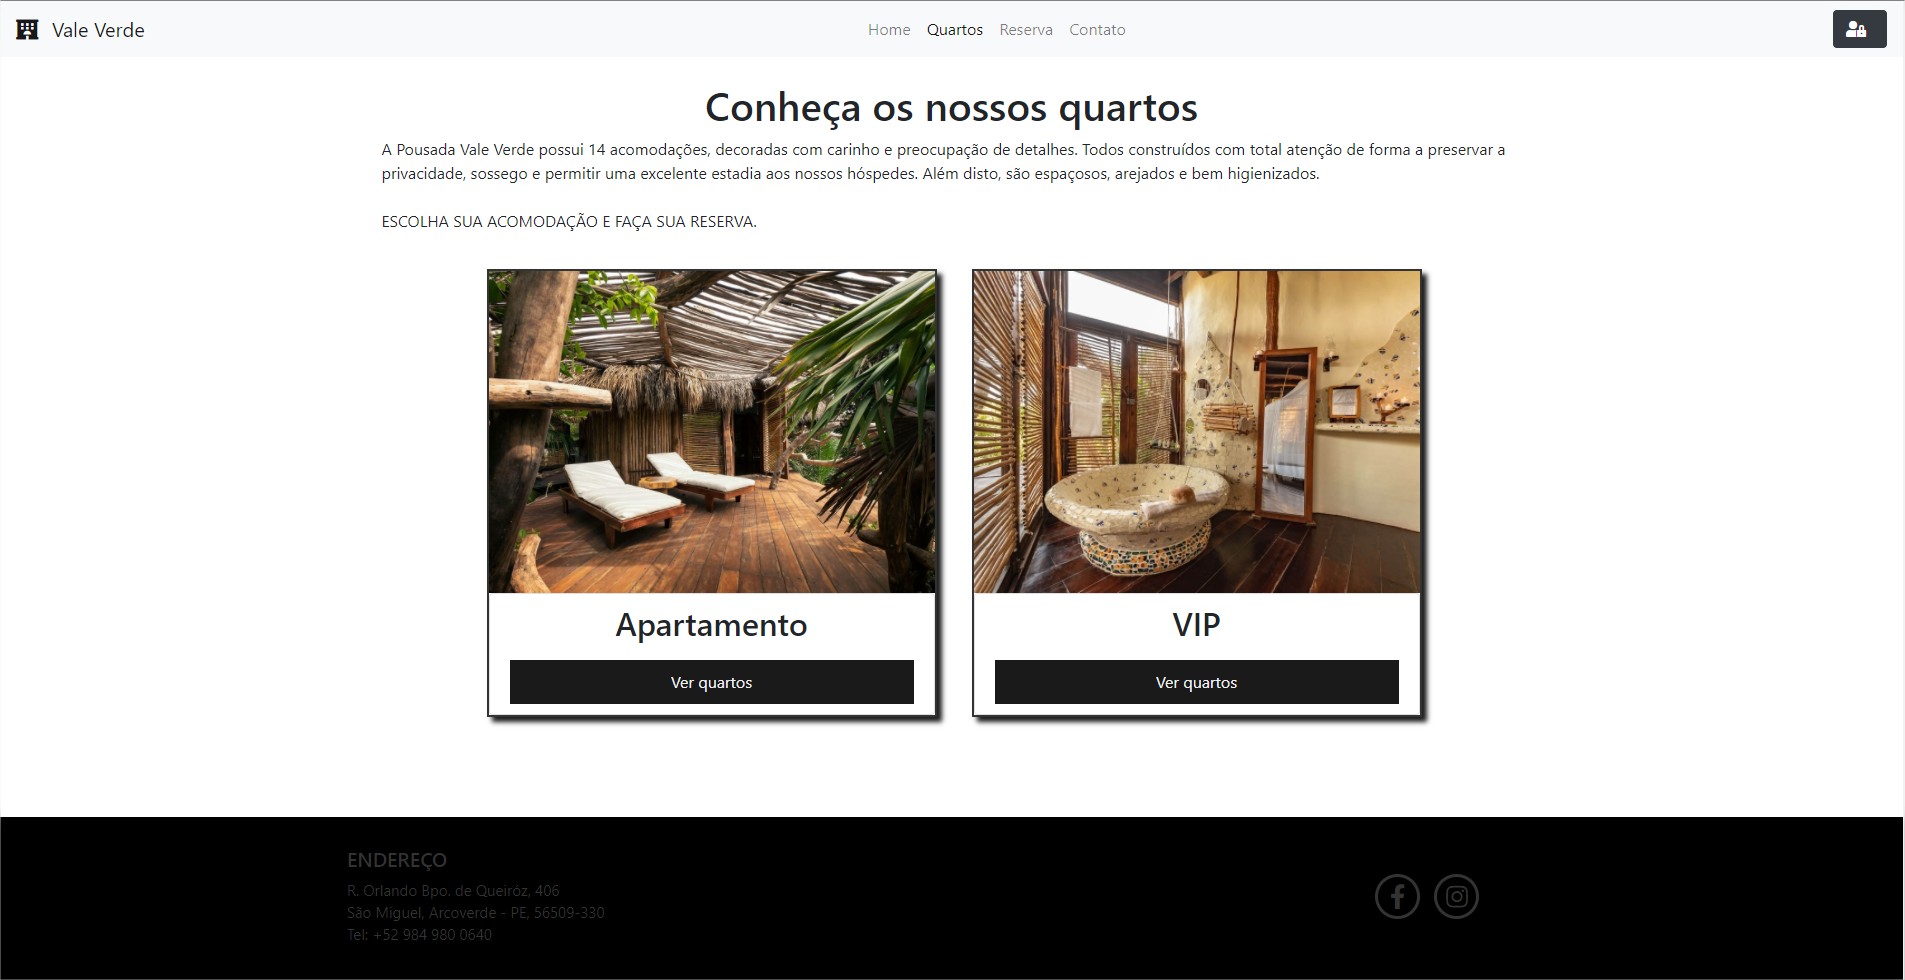 Vale Verde
Home Quartos Reserva Contato
Conheça os nossos quartos
A Pousada Vale Verde possui 14 acomodações, decoradas com carinho e preocupação de detalhes. Todos construídos com total atenção de forma a preservar a
privacidade, sossego e permitir uma excelente estadia aos nossos hóspedes. Além disto, são espaçosos, arejados e bem higienizados.
ESCOLHA SUA ACOMODAÇÃO E FAÇA SUA RESERVA.
Apartamento
Ver quartos
VIP
Ver quartos
ENDEREÇO
R. Orlando Bpo. de Queiróz, 406
São Miguel, Arcoverde - PE, 56509-330
Tel: +52 984 980 0640